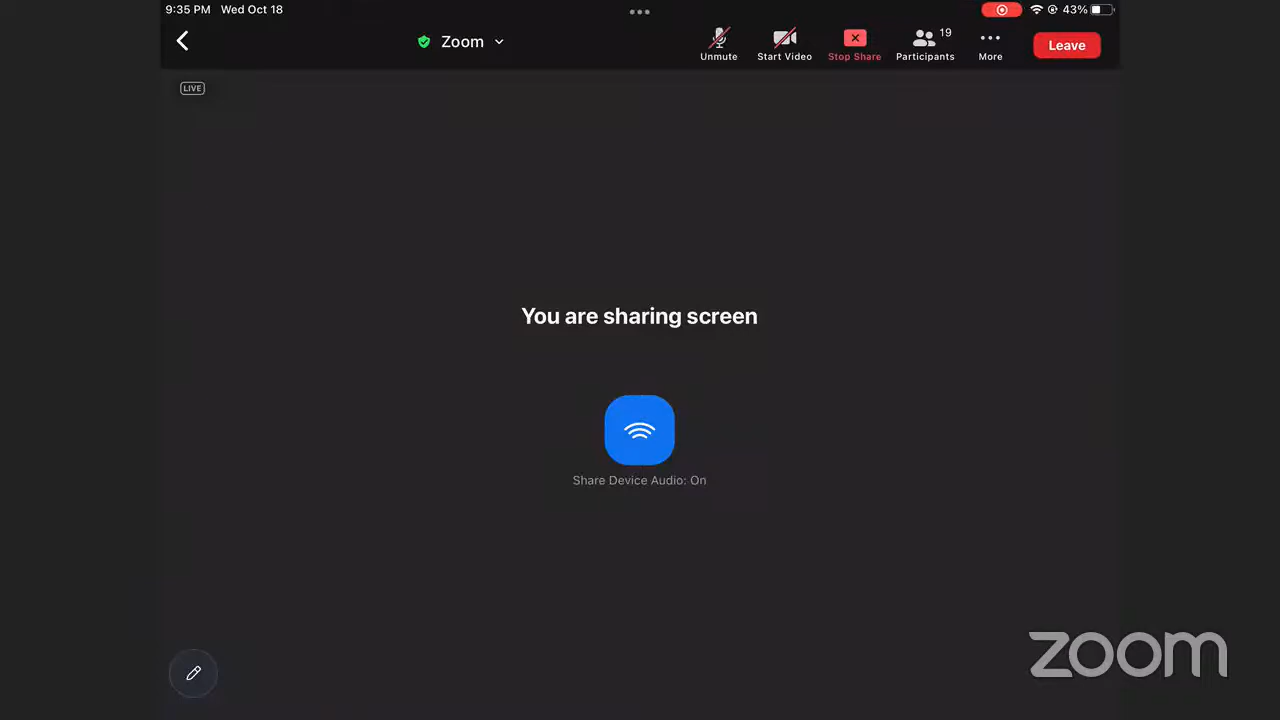 9:35 PM Wed Oct 18
43%
Zoom
19
Unmute Start Video Stop Share Participants More
Leave
LIVE
You are sharing screen
Share Device Audio: On
zoom